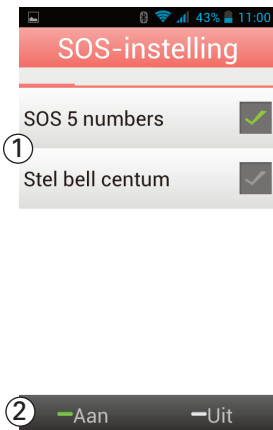 43% 11:00
SOS-instelling
SOS 5 numbers
1
Stel bell centum
2 Aan Uit